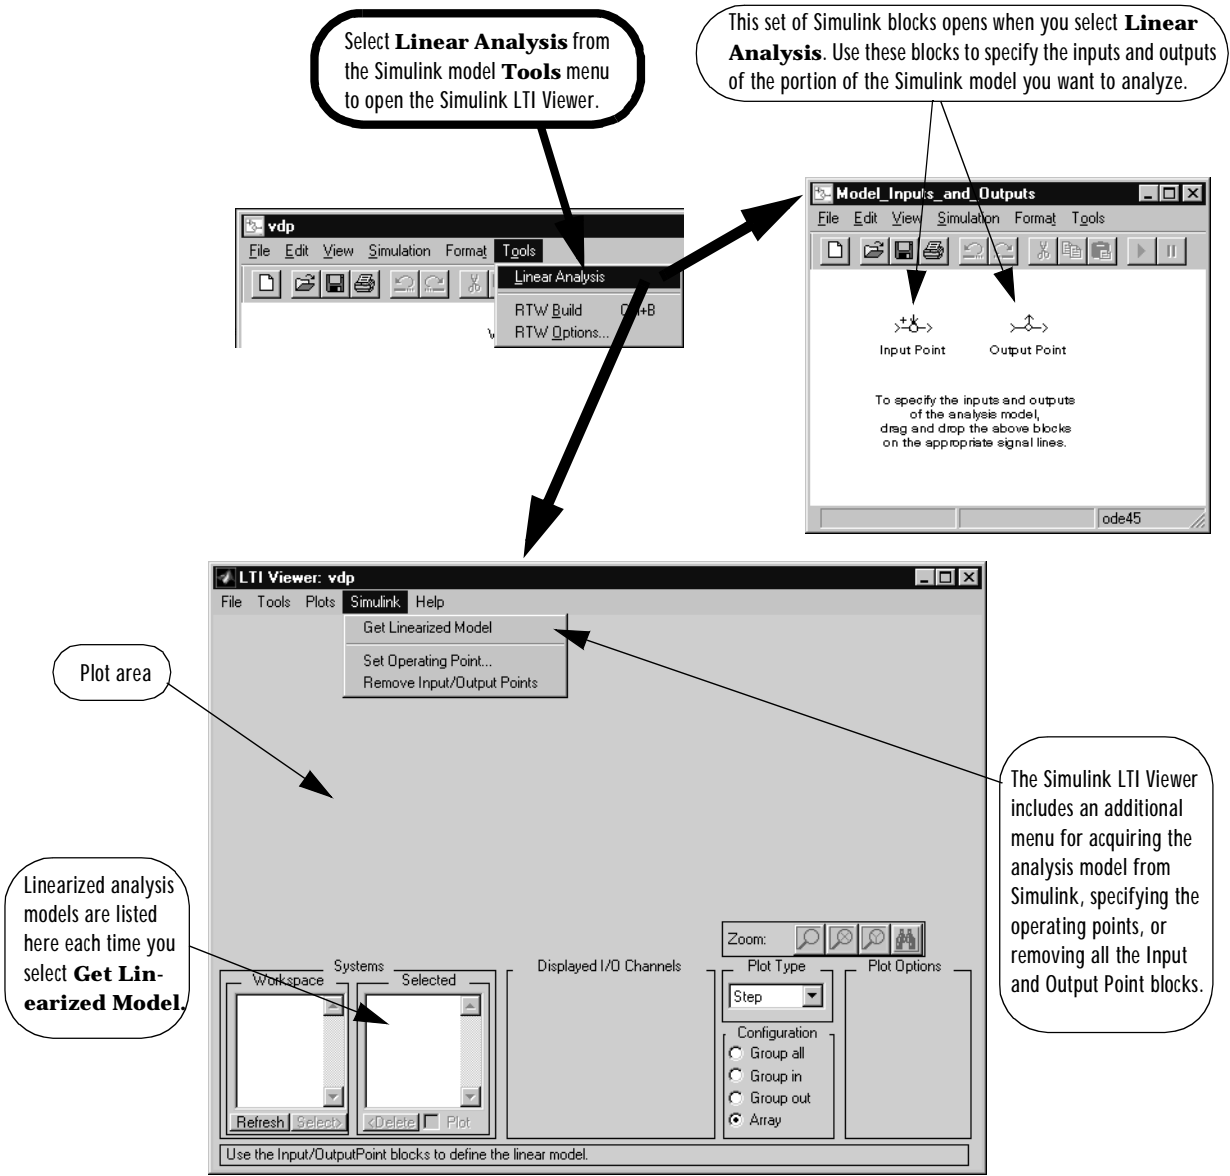 Select Linear Analysis from
the Simulink model Tools menu
to open the Simulink LTI Viewer.
This set of Simulink blocks opens when you select Linear
Analysis. Use these blocks to specify the inputs and outputs
of the portion of the Simulink model you want to analyze.
vdp
File Edit View Simulation Format Tools
Linear Analysis
RTW Build
RTW Options...
Model_Inputs_and_Outputs
File Edit View Simulation Format Tools
Input Point Output Point
To specify the inputs and outputs
of the analysis model,
drag and drop the above blocks
on the appropriate signal lines.
ode45
LTI Viewer: vdp
File Tools Plots Simulink Help
Get Linearized Model
Set Operating Point...
Remove Input/Output Points
Plot area
The Simulink LTI Viewer
includes an additional
menu for acquiring the
analysis model from
Simulink, specifying the
operating points, or
removing all the Input
and Output Point blocks.
Linearized analysis
models are listed
here each time you
select Get Lin-
earized Model.
Zoom:
Systems
Workspace Selected
Displayed I/O Channels
Plot Type
Plot Options
Step
Configuration
Group all
Group in
Group out
Array
Refresh Select> <Delete Plot
Use the Input/OutputPoint blocks to define the linear model.